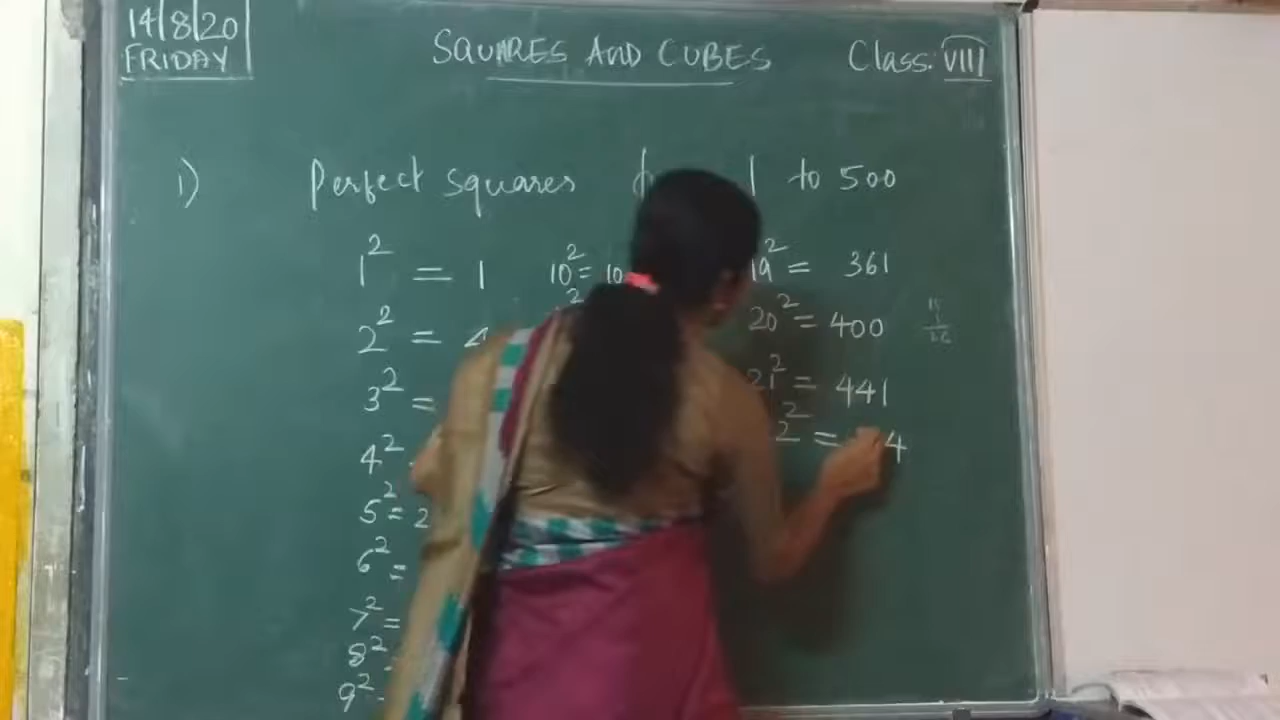 14/8/20
FRIDAY
SQUARES AND CUBES
Class: VIII
1) Perfect squares 1 to 500
1² = 1
2² = 4
3² =
4²
5² = 2
6² =
7² =
8²
9²
10² = 10
19² = 361
20² = 400
21² = 441
2² = 4